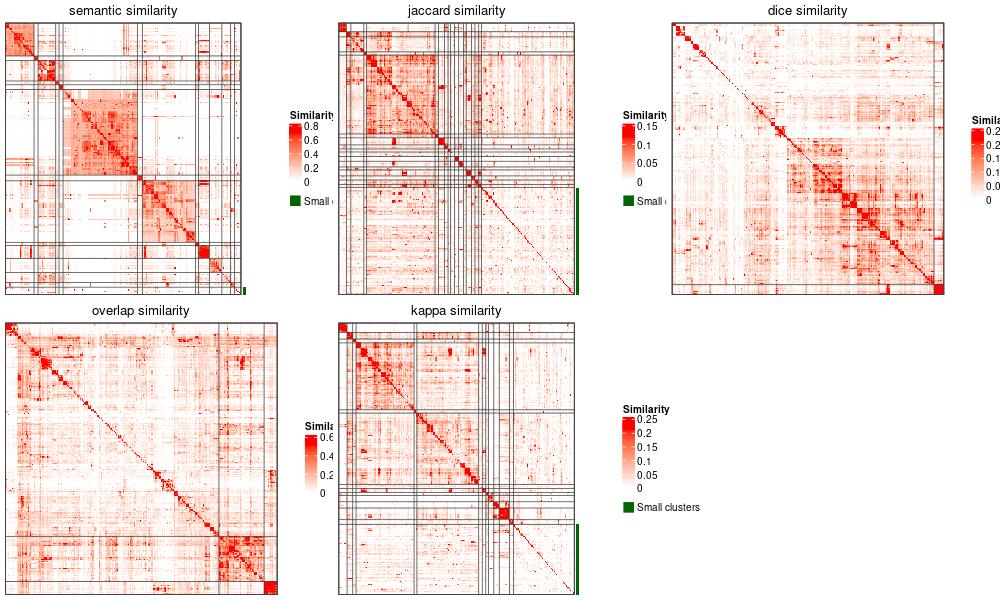 semantic similarity
Similarity
0.8
0.6
0.4
0.2
0
Small
jaccard similarity
Similarity
0.15
0.1
0.05
0
Small
dice similarity
0
overlap similarity
0.4
0.2
0
kappa similarity
Similarity
0.25
0.2
0.15
0.1
0.05
0
Small clusters